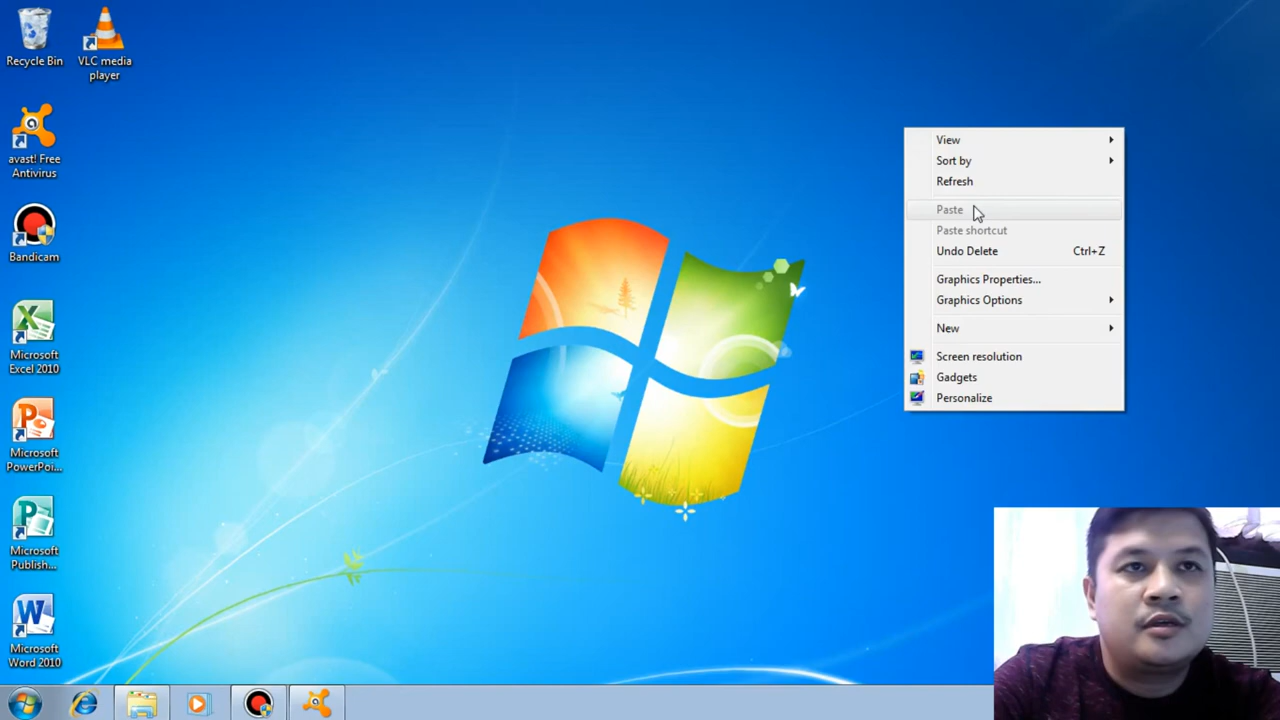 Recycle Bin
VLC media
player
avast! Free
Antivirus
Bandicam
Microsoft
Excel 2010
Microsoft
PowerPoi...
Microsoft
Publish...
Microsoft
Word 2010
View
Sort by
Refresh
Paste
Paste shortcut
Undo Delete Ctrl+Z
Graphics Properties...
Graphics Options
New
Screen resolution
Gadgets
Personalize